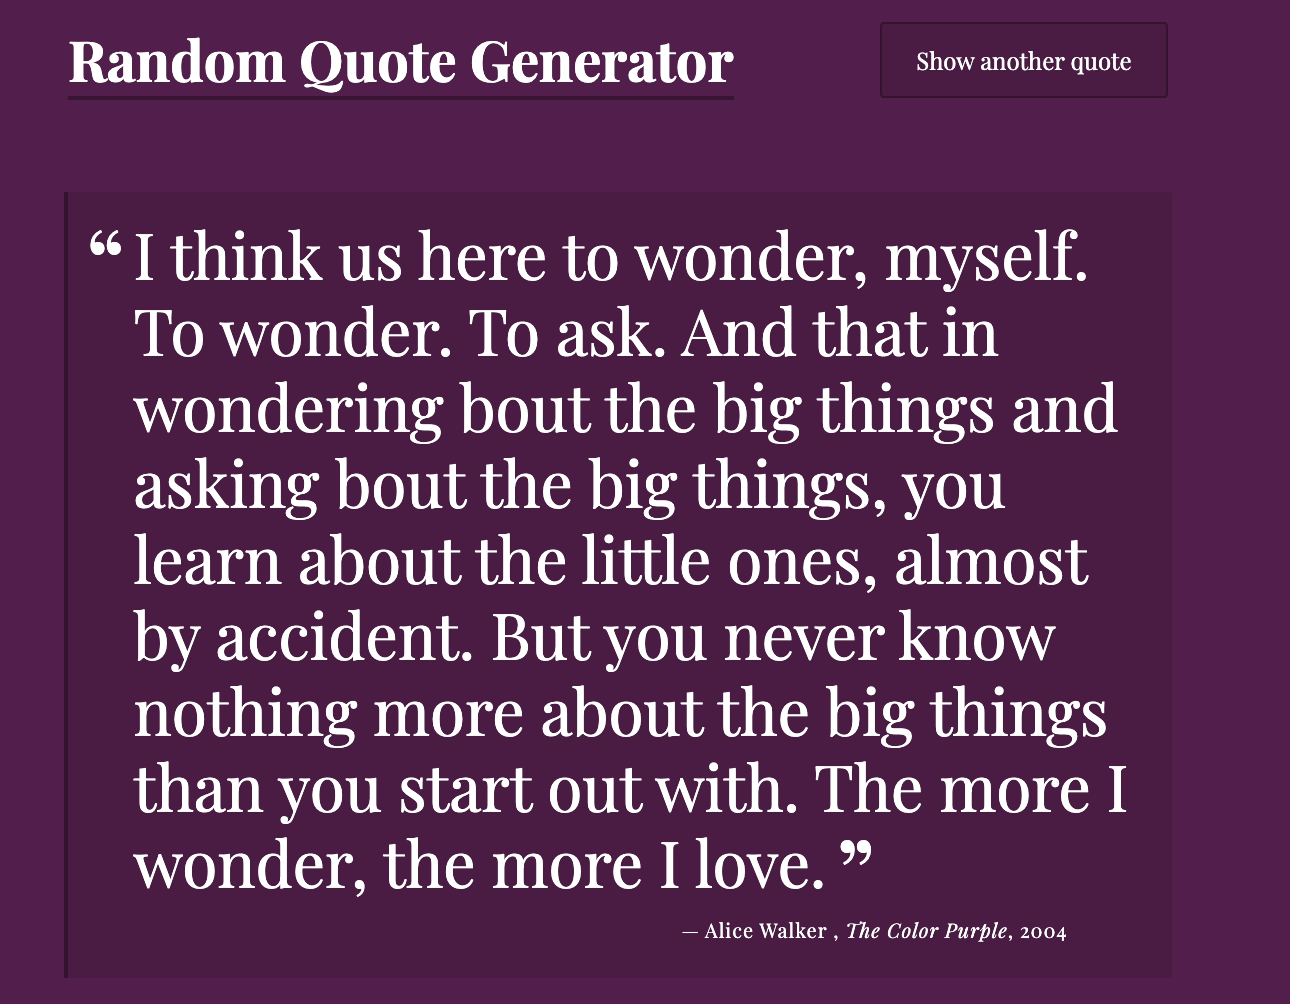 Random Quote Generator
Show another quote
“ I think us here to wonder, myself.
To wonder. To ask. And that in
wondering bout the big things and
asking bout the big things, you
learn about the little ones, almost
by accident. But you never know
nothing more about the big things
than you start out with. The more I
wonder, the more I love. ”
— Alice Walker , The Color Purple, 2004